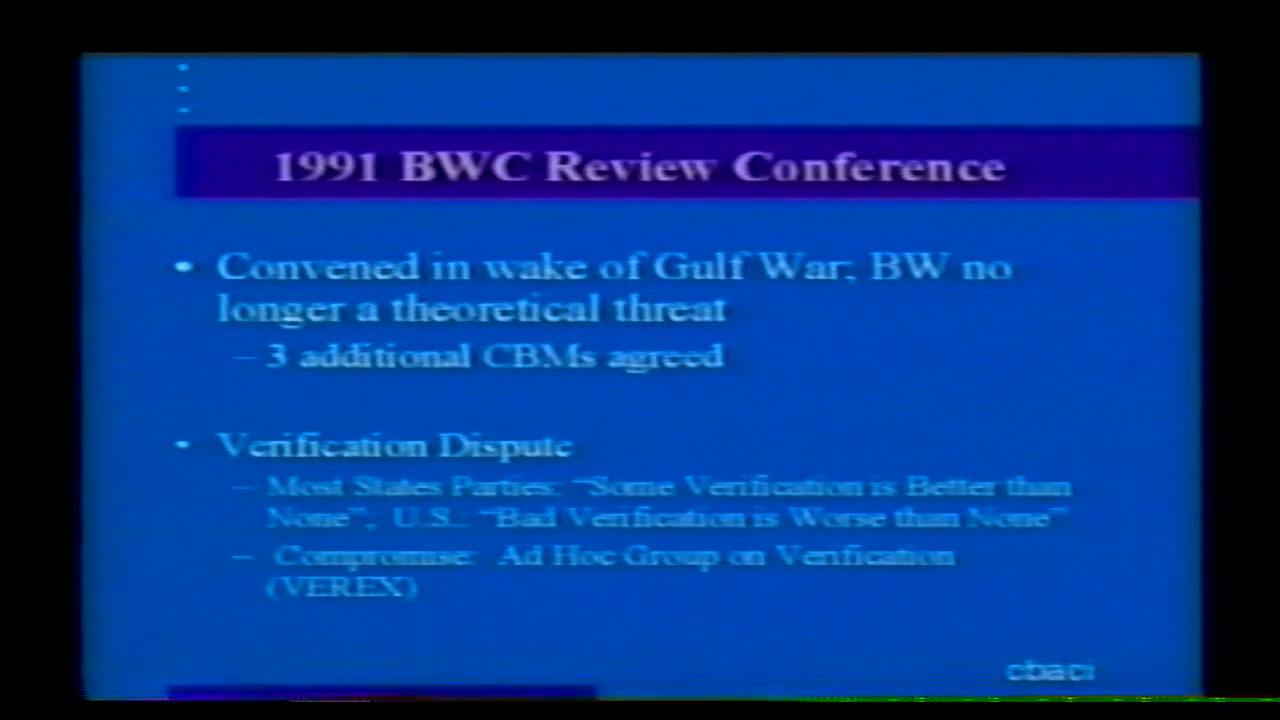 1991 BWC Review Conference
• Convened in wake of Gulf War; BW no
longer a theoretical threat
– 3 additional CBMs agreed
• Verification Dispute
– Most States Parties: “Some Verification is Better than
None”; U.S.: “Bad Verification is Worse than None”
– Compromise: Ad Hoc Group on Verification
(VEREX)
cbaci